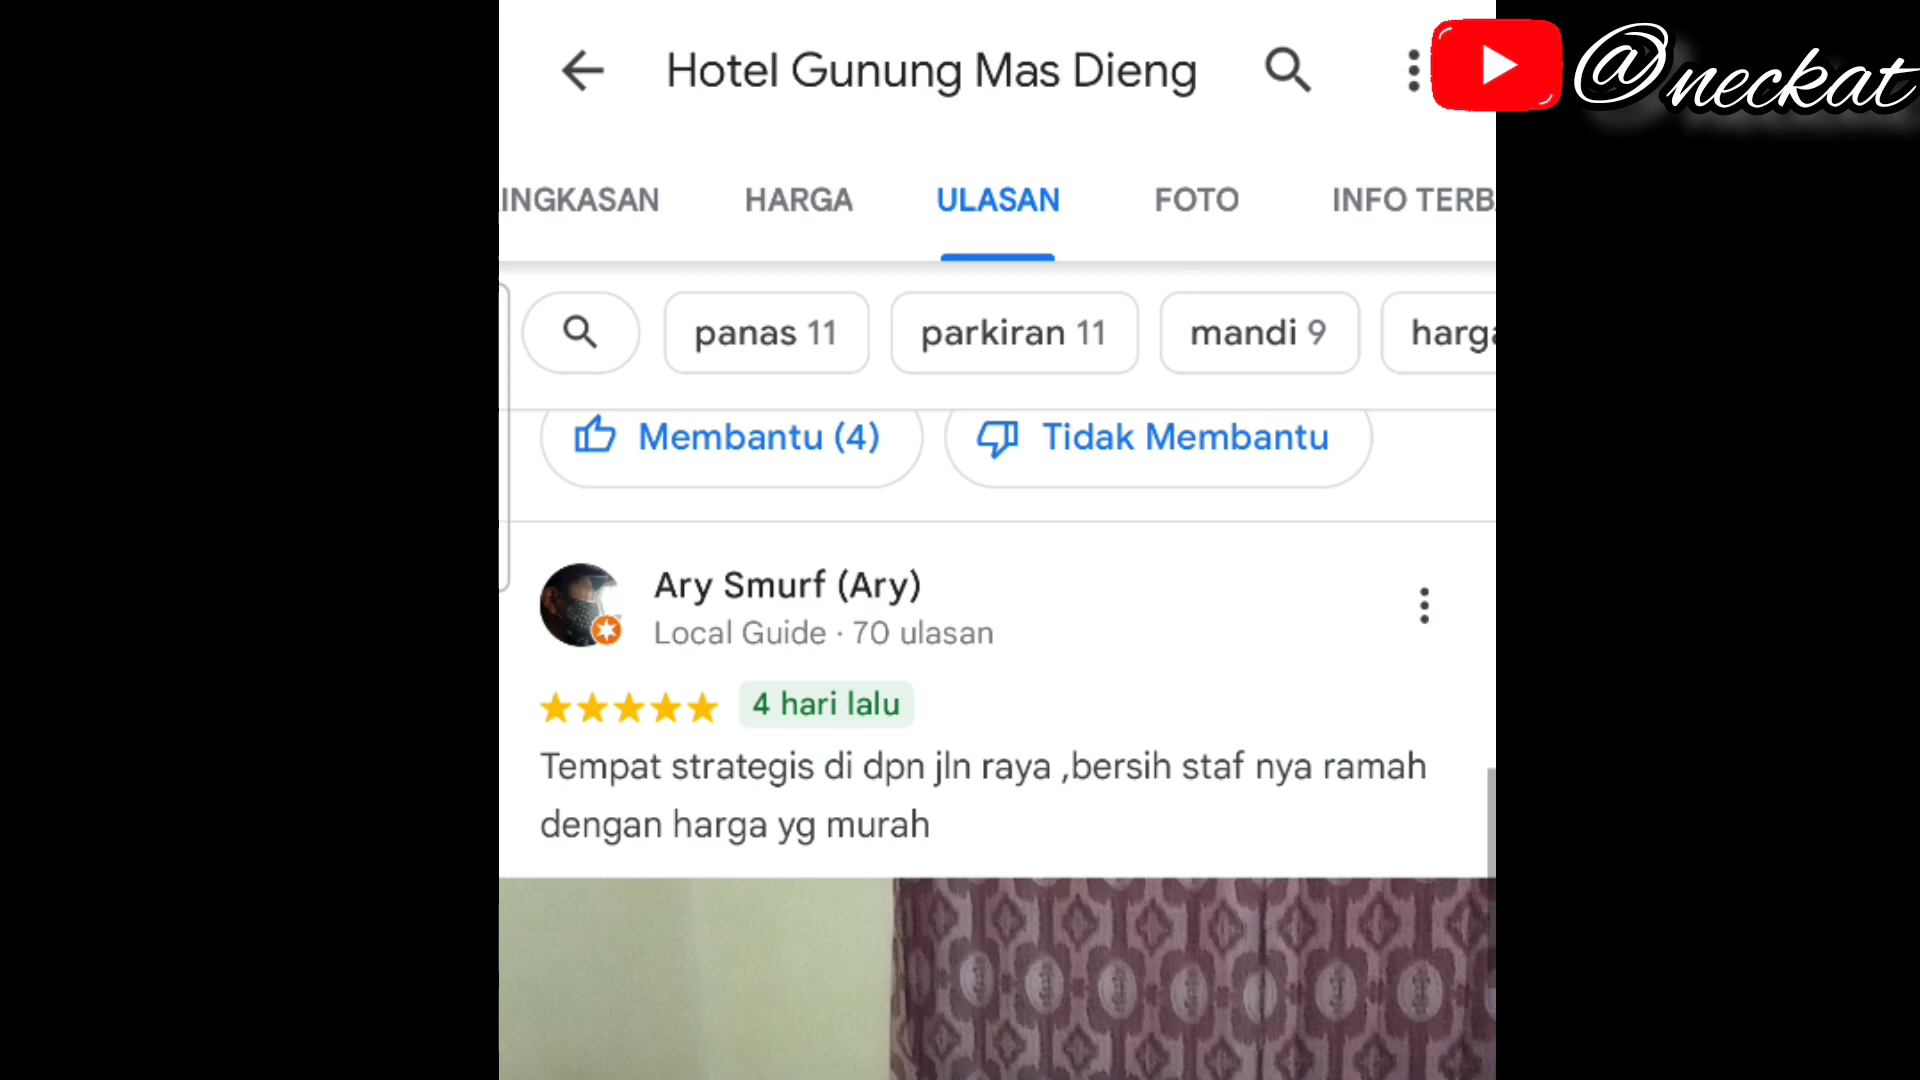 Hotel Gunung Mas Dieng
@neckat
INGKASAN HARGA ULASAN FOTO INFO TERB
panas 11 parkiran 11 mandi 9 harga
Membantu (4) Tidak Membantu
Ary Smurf (Ary)
Local Guide · 70 ulasan
4 hari lalu
Tempat strategis di dpn jln raya ,bersih staf nya ramah
dengan harga yg murah